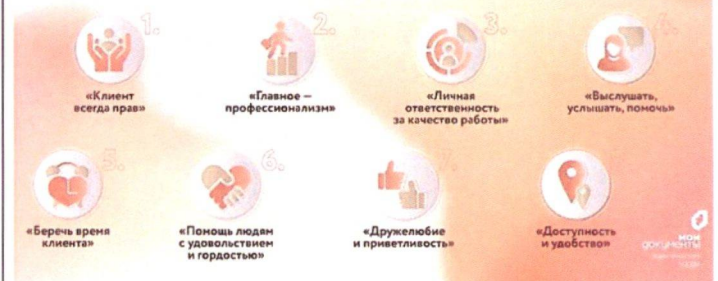 1.
«Клиент
всегда прав»
2.
«Главное –
профессионализм»
3.
«Личная
ответственность
за качество работы»
4.
«Выслушать,
услышать, помочь»
5.
«Беречь время
клиента»
6.
«Помощь людям
с удовольствием
и гордостью»
7.
«Дружелюбие
и приветливость»
«Доступность
и удобство»
мои
документы